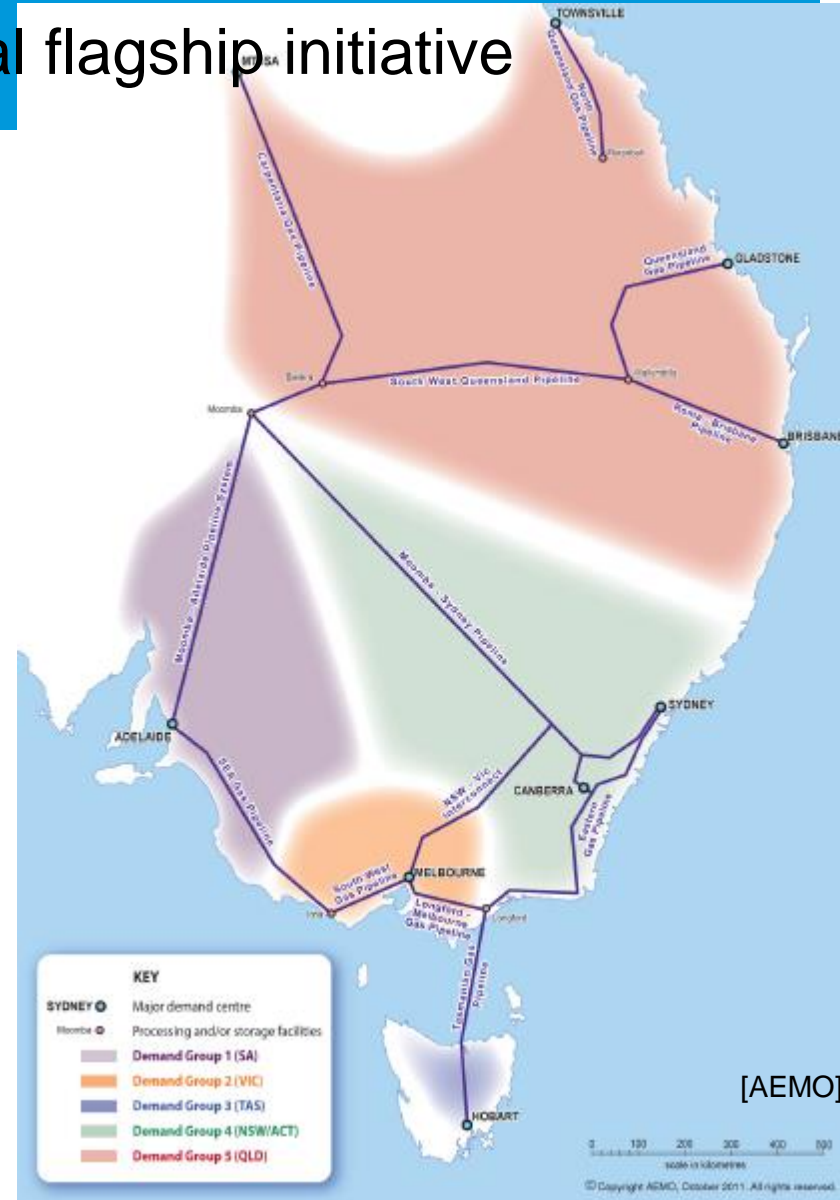 al flagship initiative
TOWNSVILLE
MT ISA
North
Queensland Gas Pipeline
Carpentaria Gas Pipeline
Queensland
Gas Pipeline
GLADSTONE
South West Queensland Pipeline
Moomba
Roma - Brisbane
Pipeline
BRISBANE
Moomba - Adelaide Pipeline System
Moomba - Sydney Pipeline
SYDNEY
ADELAIDE
SEA Gas Pipeline
NSW - Vic
Interconnect
CANBERRA
Eastern
Gas Pipeline
MELBOURNE
South West
Gas Pipeline
Iona
Longford -
Melbourne
Gas Pipeline
Longford
Tasmanian Gas
Pipeline
HOBART
KEY
SYDNEY Major demand centre
Moomba Processing and/or storage facilities
Demand Group 1 (SA)
Demand Group 2 (VIC)
Demand Group 3 (TAS)
Demand Group 4 (NSW/ACT)
Demand Group 5 (QLD)
[AEMO]
0 100 200 300 400 500
scale in kilometres
© Copyright AEMO, October 2011. All rights reserved.